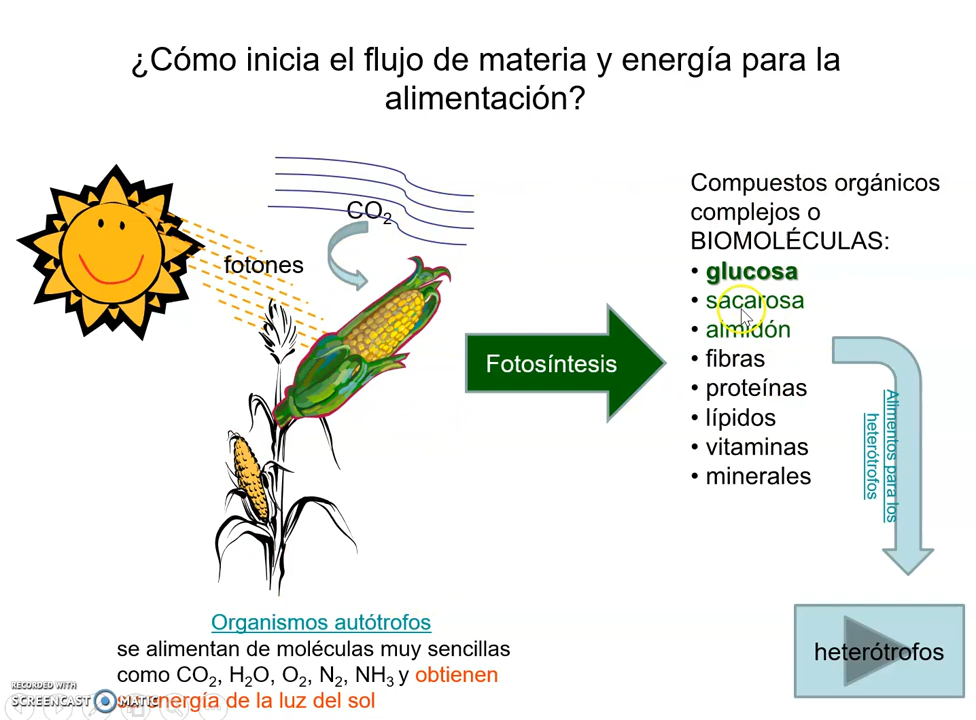 ¿Cómo inicia el flujo de materia y energía para la
alimentación?
CO₂
fotones
Fotosíntesis
Compuestos orgánicos
complejos o
BIOMOLÉCULAS:
• glucosa
• sacarosa
• almidón
• fibras
• proteínas
• lípidos
• vitaminas
• minerales
Alimentos para los
heterótrofos
heterótrofos
Organismos autótrofos
se alimentan de moléculas muy sencillas
como CO₂, H₂O, O₂, N₂, NH₃ y obtienen
energía de la luz del sol
RECORDED WITH
SCREENCAST MATIC